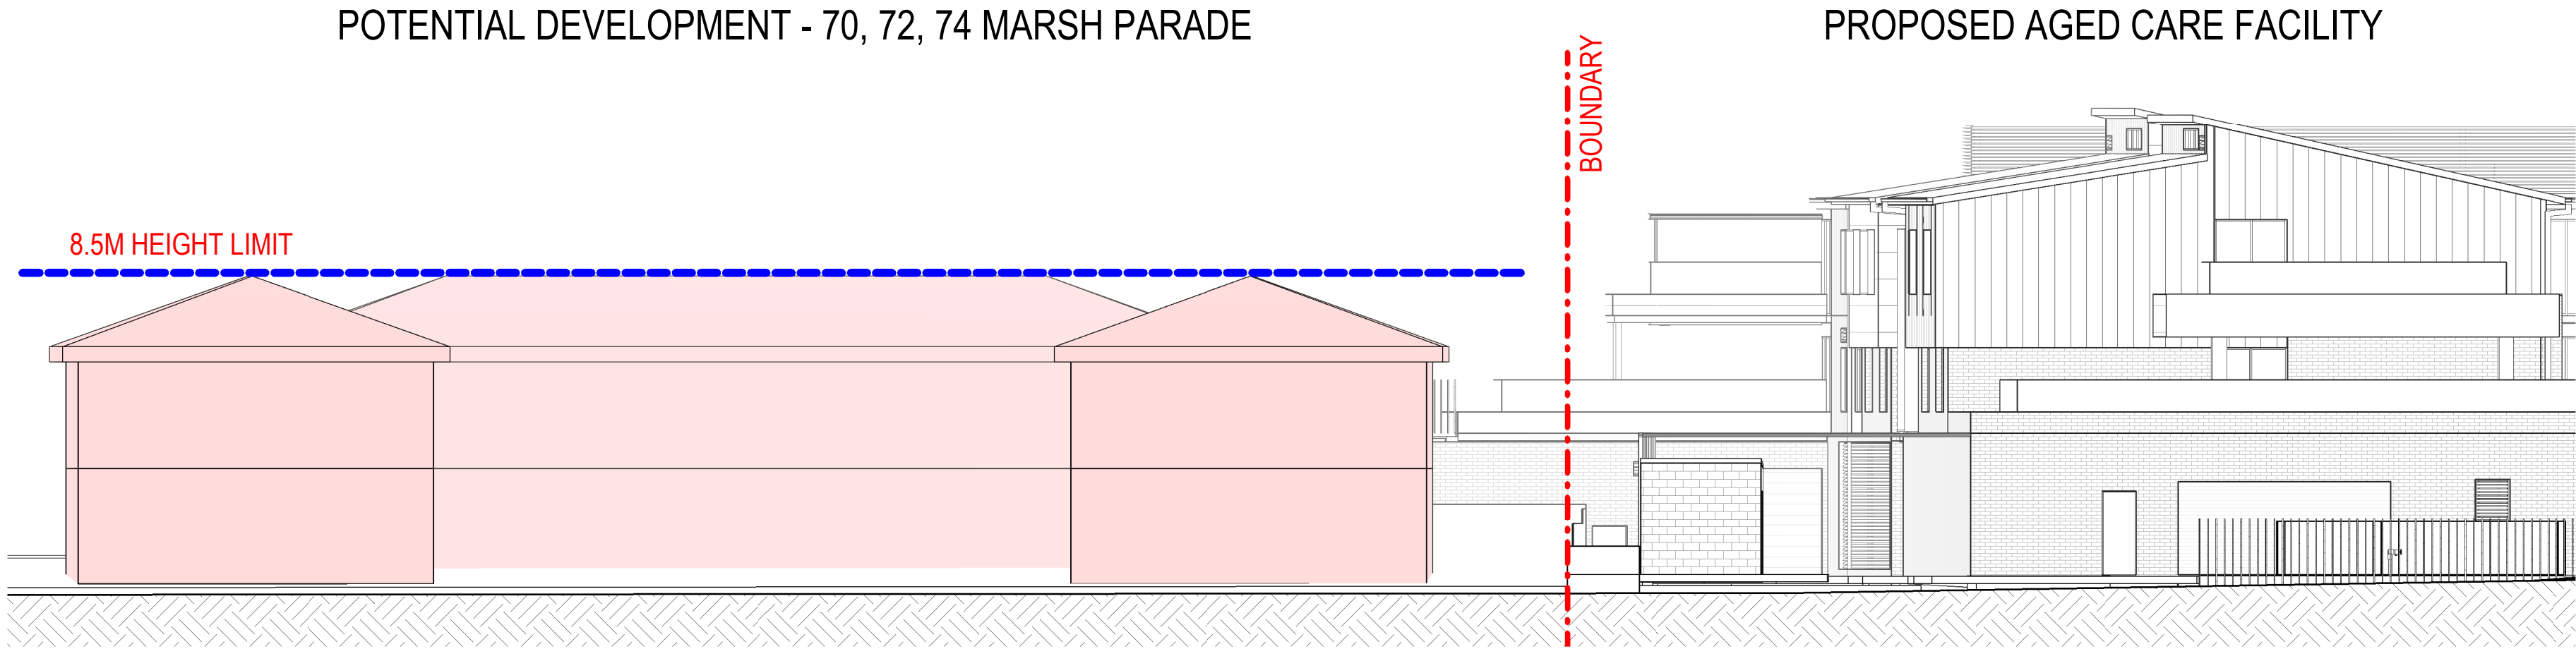 POTENTIAL DEVELOPMENT - 70, 72, 74 MARSH PARADE
PROPOSED AGED CARE FACILITY
BOUNDARY
8.5M HEIGHT LIMIT